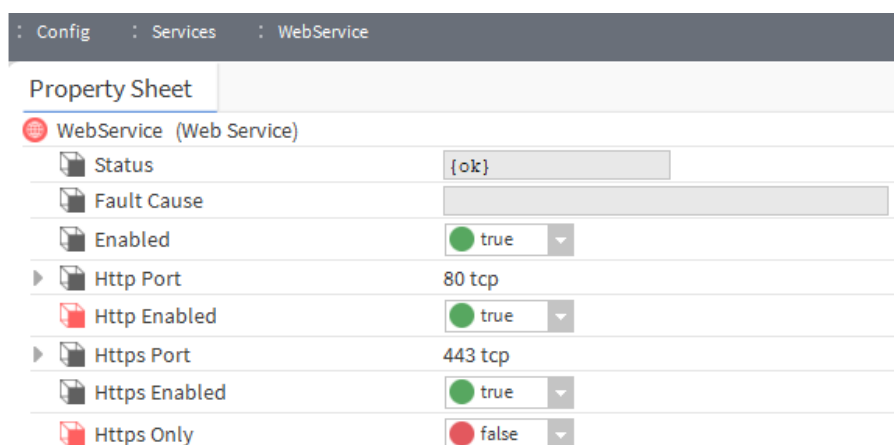 : Config : Services : WebService
Property Sheet
WebService (Web Service)
Status {ok}
Fault Cause
Enabled true
Http Port 80 tcp
Http Enabled true
Https Port 443 tcp
Https Enabled true
Https Only false